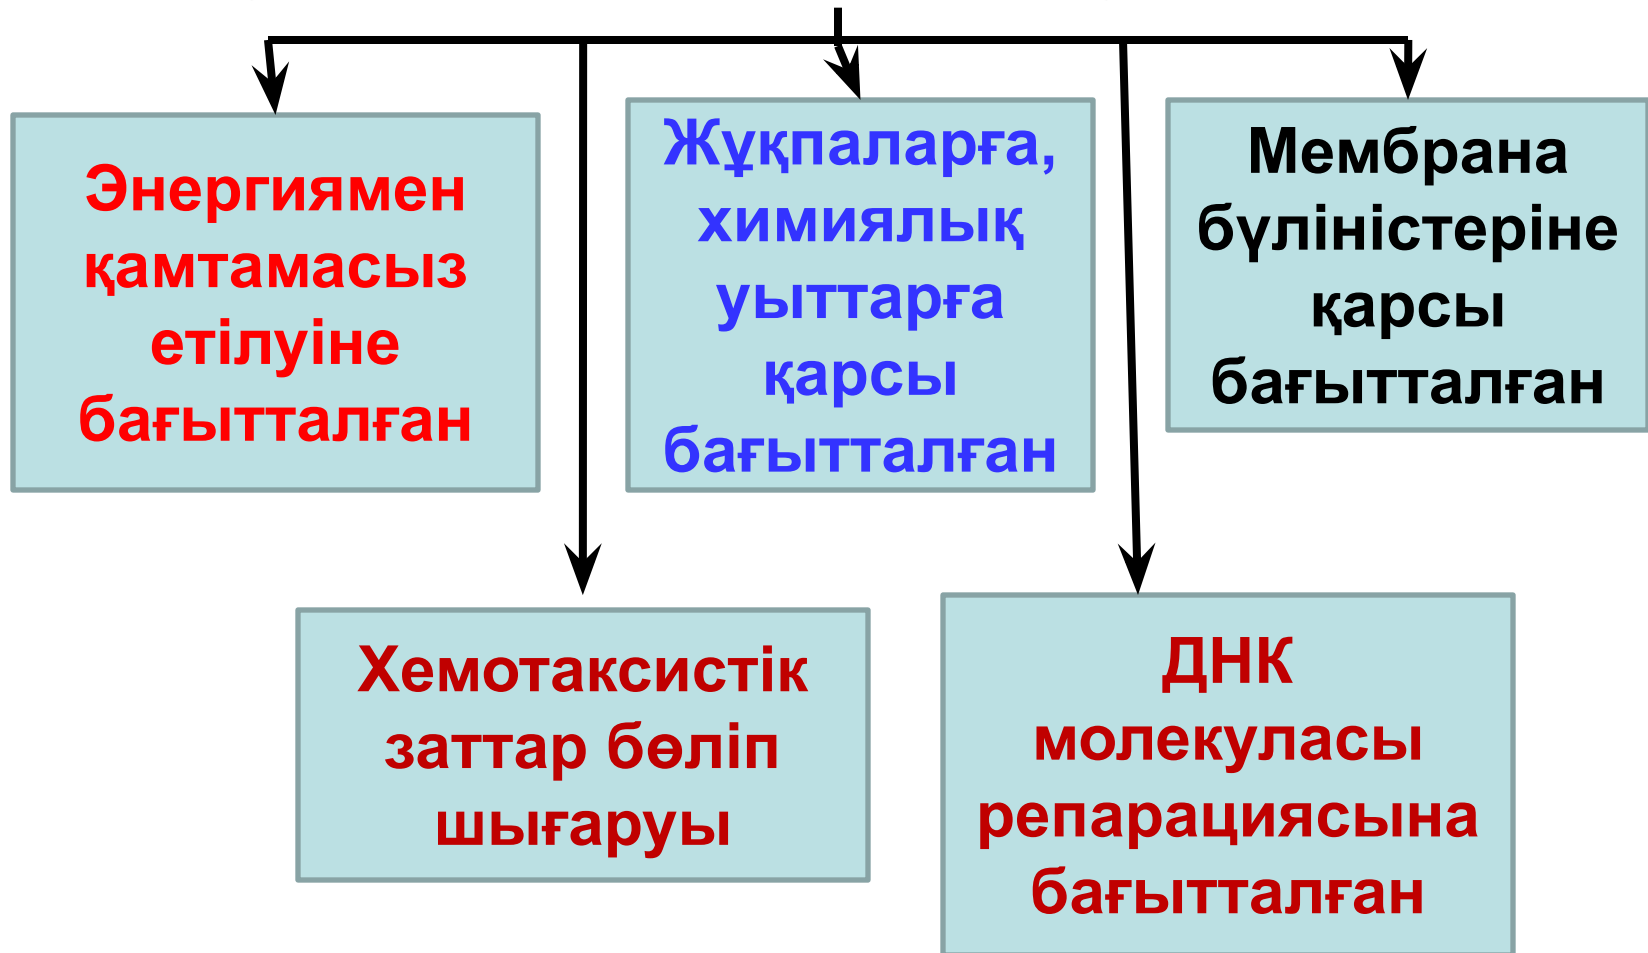 Энергиямен
қамтамасыз
етілуіне
бағытталған
Жұқпаларға,
химиялық
уыттарға
қарсы
бағытталған
Мембрана
бүліністеріне
қарсы
бағытталған
Хемотаксистік
заттар бөліп
шығаруы
ДНК
молекуласы
репарациясына
бағытталған